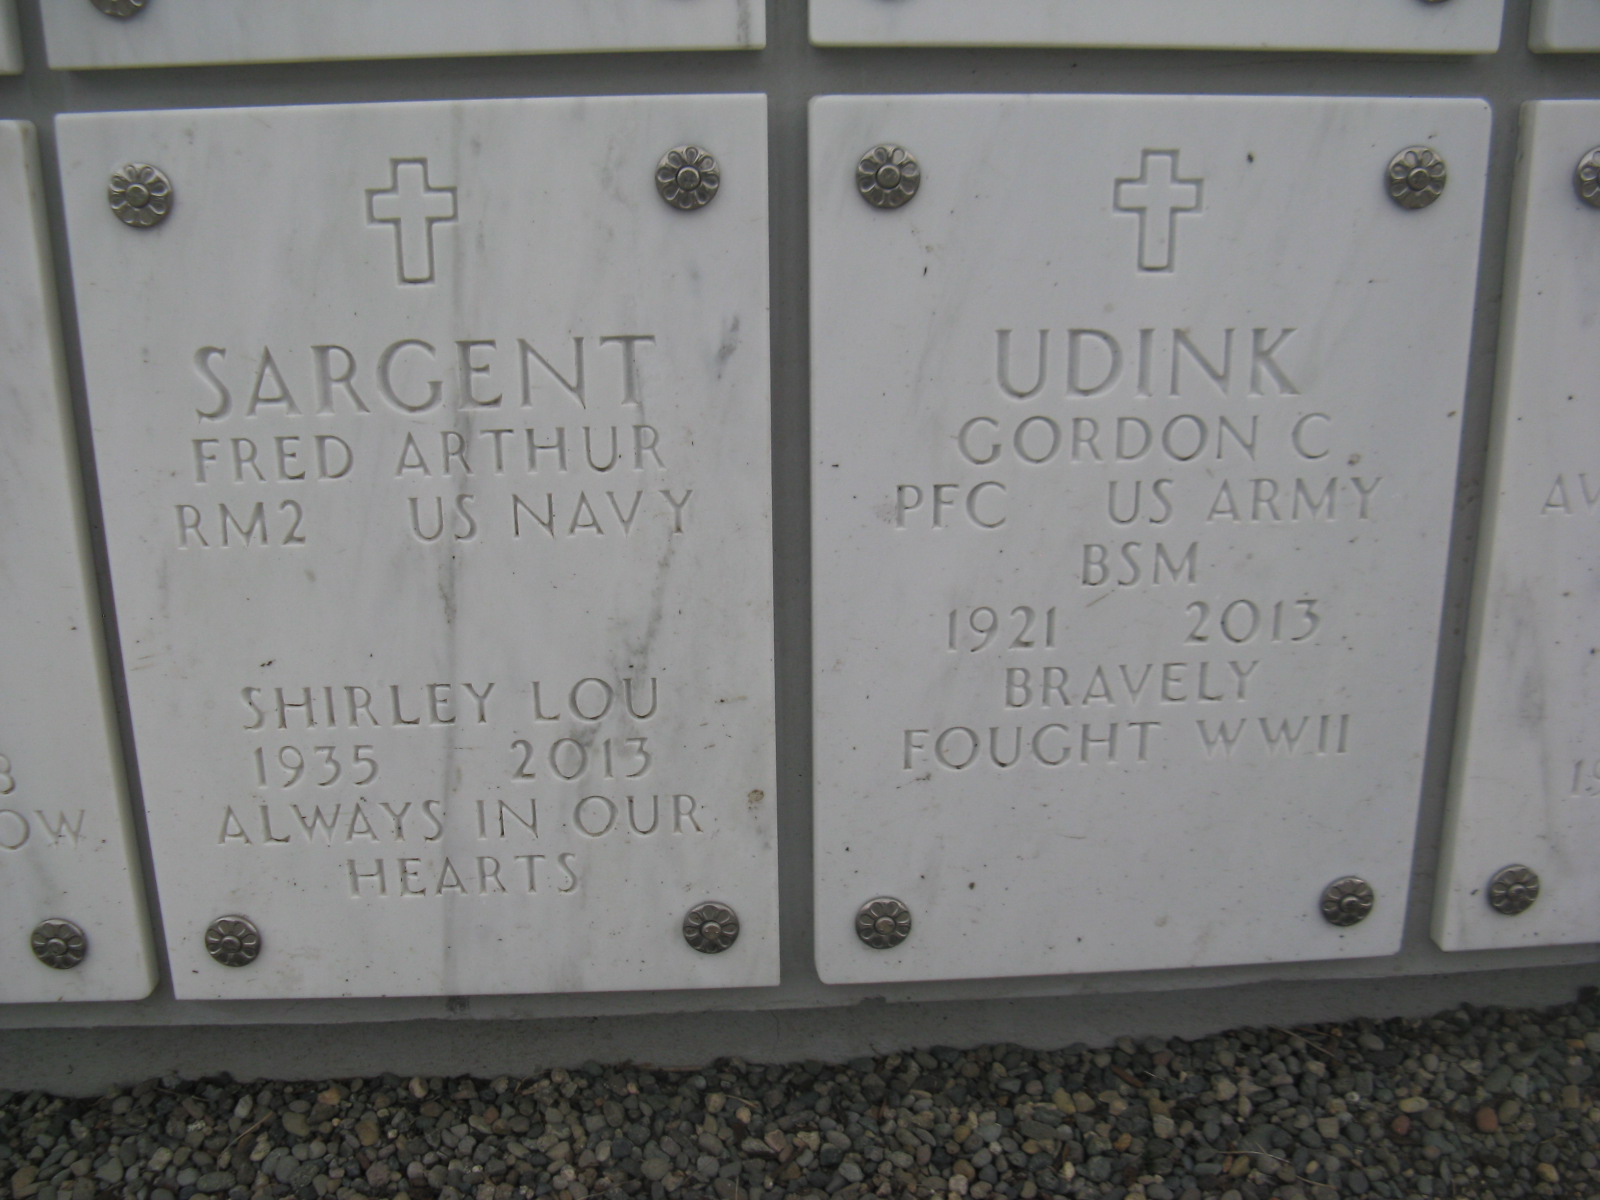 SARGENT
FRED ARTHUR
RM2 US NAVY
SHIRLEY LOU
1935 2013
ALWAYS IN OUR
HEARTS
UDINK
GORDON C
PFC US ARMY
BSM
1921 2013
BRAVELY
FOUGHT WWII